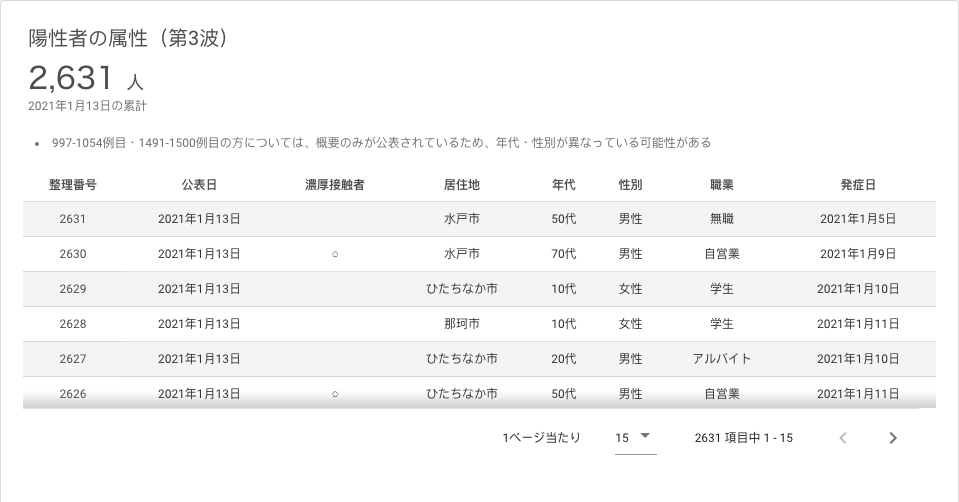 陽性者の属性（第3波）
2,631 人
2021年1月13日の累計
• 997-1054例目・1491-1500例目の方については、概要のみが公表されているため、年代・性別が異なっている可能性がある
整理番号 公表日 濃厚接触者 居住地 年代 性別 職業 発症日
2631 2021年1月13日 水戸市 50代 男性 無職 2021年1月5日
2630 2021年1月13日 ○ 水戸市 70代 男性 自営業 2021年1月9日
2629 2021年1月13日 ひたちなか市 10代 女性 学生 2021年1月10日
2628 2021年1月13日 那珂市 10代 女性 学生 2021年1月11日
2627 2021年1月13日 ひたちなか市 20代 男性 アルバイト 2021年1月10日
2626 2021年1月13日 ○ ひたちなか市 50代 男性 自営業 2021年1月11日
1ページ当たり 15 2631 項目中 1 - 15